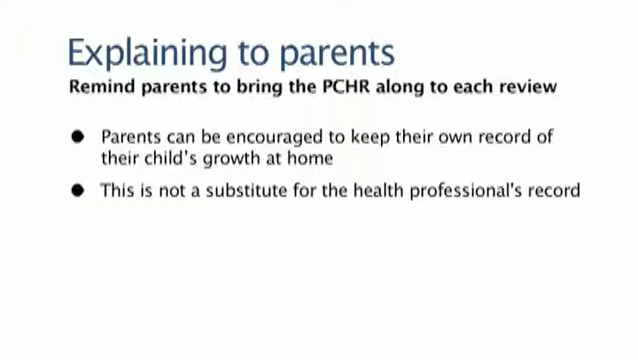 Explaining to parents
Remind parents to bring the PCHR along to each review
● Parents can be encouraged to keep their own record of
their child's growth at home
● This is not a substitute for the health professional's record